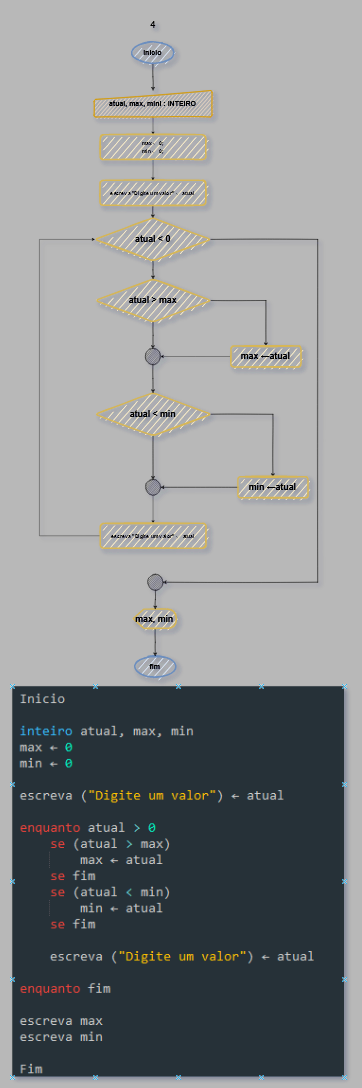 4
Inicio
atual, max, mini : INTEIRO
max ← 0;
min ← 0;
escreva "Digite um valor" ← atual
atual < 0
atual > max
max ←atual
atual < min
min ←atual
escreva "Digite um valor" ← atual
max, min
fim
Inicio
inteiro atual, max, min
max ← 0
min ← 0
escreva ("Digite um valor") ← atual
enquanto atual > 0
se (atual > max)
max ← atual
se fim
se (atual < min)
min ← atual
se fim
escreva ("Digite um valor") ← atual
enquanto fim
escreva max
escreva min
Fim